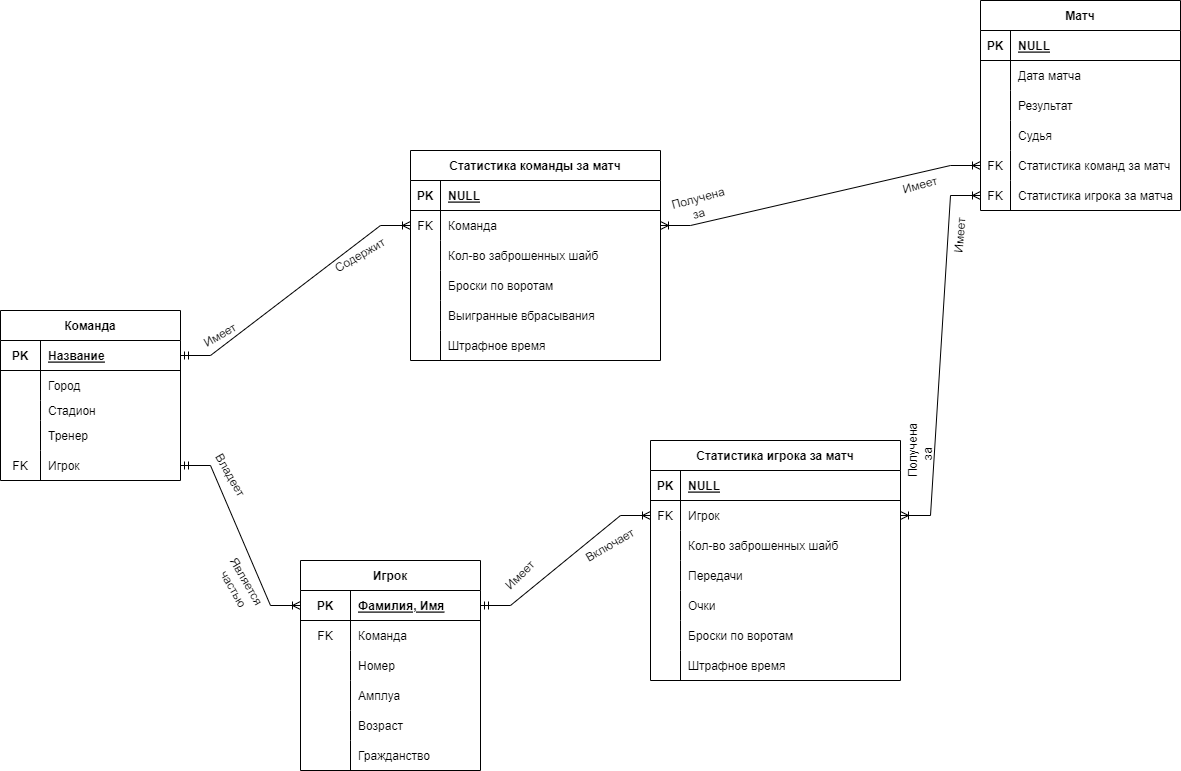 Матч
PK NULL
Дата матча
Результат
Судья
FK Статистика команд за матч
FK Статистика игрока за матча
Статистика команды за матч
PK NULL
FK Команда
Кол-во заброшенных шайб
Броски по воротам
Выигранные вбрасывания
Штрафное время
Получена
за
Имеет
Имеет
Содержит
Имеет
Команда
PK Название
Город
Стадион
Тренер
FK Игрок
Владеет
Является
частью
Игрок
PK Фамилия, Имя
FK Команда
Номер
Амплуа
Возраст
Гражданство
Имеет
Включает
Статистика игрока за матч
PK NULL
FK Игрок
Кол-во заброшенных шайб
Передачи
Очки
Броски по воротам
Штрафное время
Получена
за